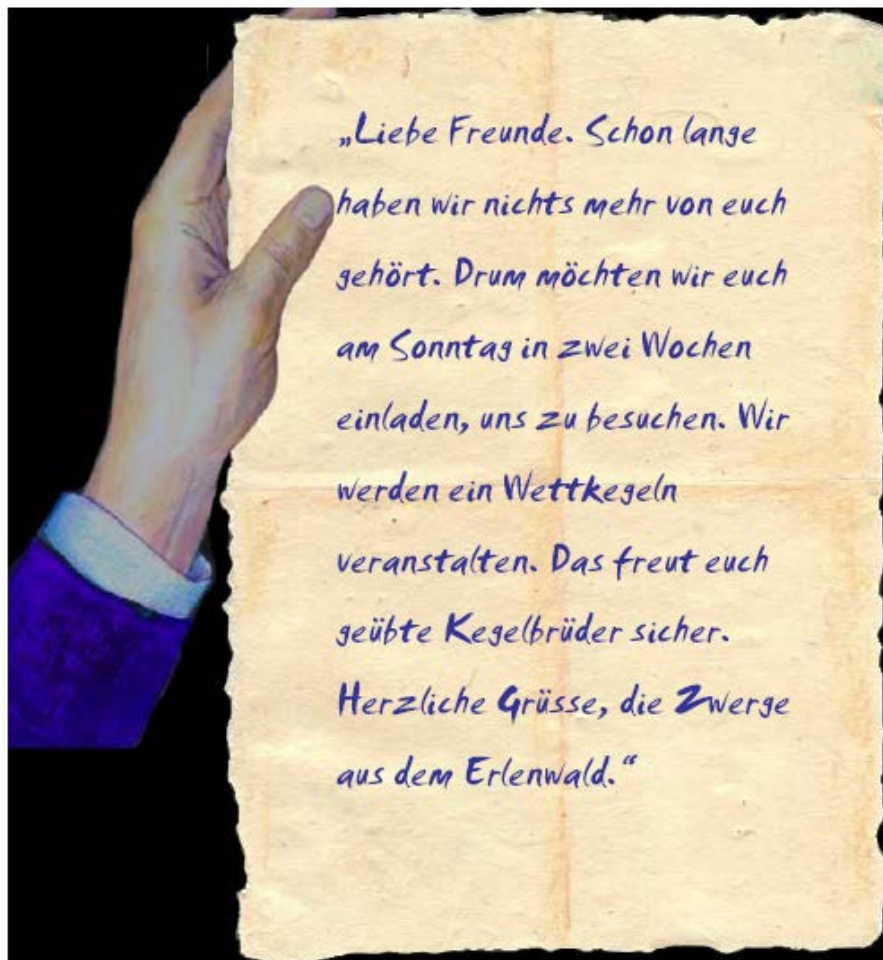 „Liebe Freunde. Schon lange
haben wir nichts mehr von euch
gehört. Drum möchten wir euch
am Sonntag in zwei Wochen
einladen, uns zu besuchen. Wir
werden ein Wettkegeln
veranstalten. Das freut euch
geübte Kegelbrüder sicher.
Herzliche Grüsse, die Zwerge
aus dem Erlenwald.“